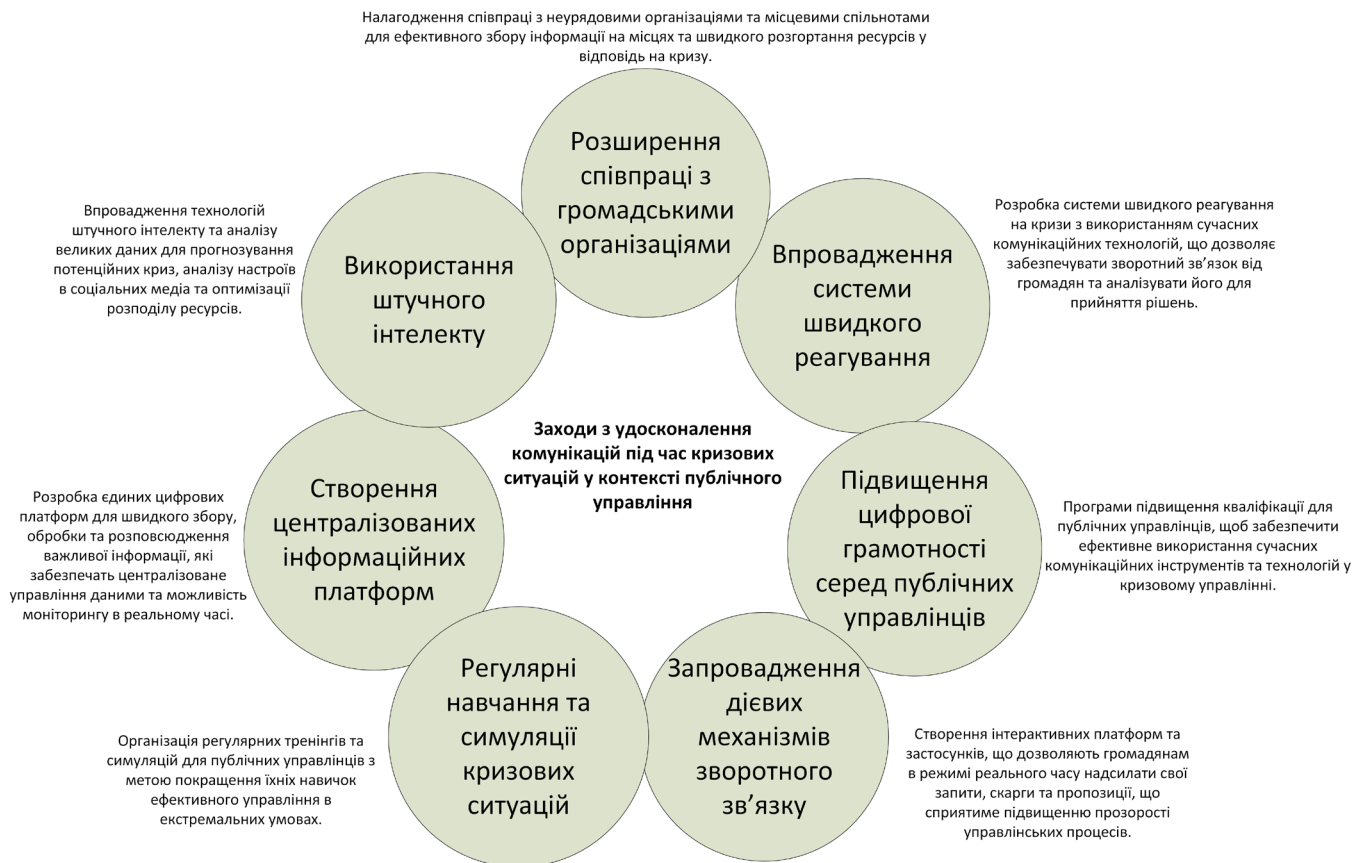 Налагодження співпраці з неурядовими організаціями та місцевими спільнотами
для ефективного збору інформації на місцях та швидкого розгортання ресурсів у
відповідь на кризу.
Розширення
співпраці з
громадськими
організаціями
Впровадження
системи
швидкого
реагування
Розробка системи швидкого реагування
на кризи з використанням сучасних
комунікаційних технологій, що дозволяє
забезпечувати зворотний зв’язок від
громадян та аналізувати його для
прийняття рішень.
Підвищення
цифрової
грамотності
серед публічних
управлінців
Програми підвищення кваліфікації для
публічних управлінців, щоб забезпечити
ефективне використання сучасних
комунікаційних інструментів та технологій у
кризовому управлінні.
Запровадження
дієвих
механізмів
зворотного
зв’язку
Створення інтерактивних платформ та
застосунків, що дозволяють громадянам
в режимі реального часу надсилати свої
запити, скарги та пропозиції, що
сприятиме підвищенню прозорості
управлінських процесів.
Регулярні
навчання та
симуляції
кризових
ситуацій
Організація регулярних тренінгів та
симуляцій для публічних управлінців з
метою покращення їхніх навичок
ефективного управління в
екстремальних умовах.
Створення
централізованих
інформаційних
платформ
Розробка єдиних цифрових
платформ для швидкого збору,
обробки та розповсюдження
важливої інформації, які
забезпечать централізоване
управління даними та можливість
моніторингу в реальному часі.
Використання
штучного
інтелекту
Впровадження технологій
штучного інтелекту та аналізу
великих даних для прогнозування
потенційних криз, аналізу настроїв
в соціальних медіа та оптимізації
розподілу ресурсів.
Заходи з удосконалення
комунікацій під час кризових
ситуацій у контексті публічного
управління